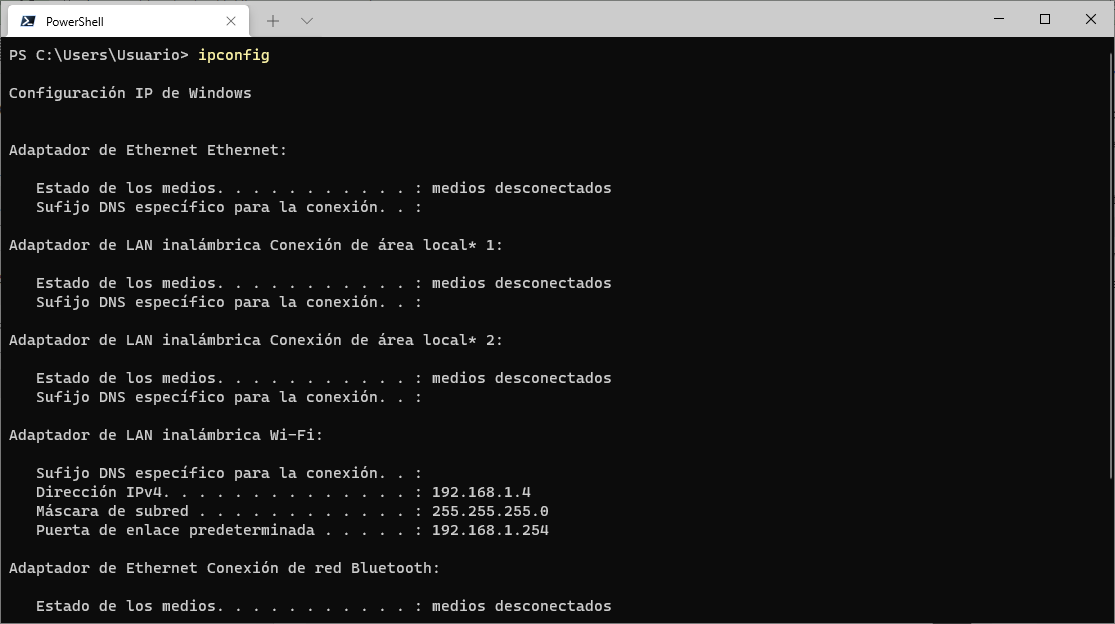 PowerShell
PS C:\Users\Usuario> ipconfig
Configuración IP de Windows
Adaptador de Ethernet Ethernet:
Estado de los medios. . . . . . . . . . . : medios desconectados
Sufijo DNS específico para la conexión. . :
Adaptador de LAN inalámbrica Conexión de área local* 1:
Estado de los medios. . . . . . . . . . . : medios desconectados
Sufijo DNS específico para la conexión. . :
Adaptador de LAN inalámbrica Conexión de área local* 2:
Estado de los medios. . . . . . . . . . . : medios desconectados
Sufijo DNS específico para la conexión. . :
Adaptador de LAN inalámbrica Wi-Fi:
Sufijo DNS específico para la conexión. . :
Dirección IPv4. . . . . . . . . . . . . . : 192.168.1.4
Máscara de subred . . . . . . . . . . . . : 255.255.255.0
Puerta de enlace predeterminada . . . . . : 192.168.1.254
Adaptador de Ethernet Conexión de red Bluetooth:
Estado de los medios. . . . . . . . . . . : medios desconectados